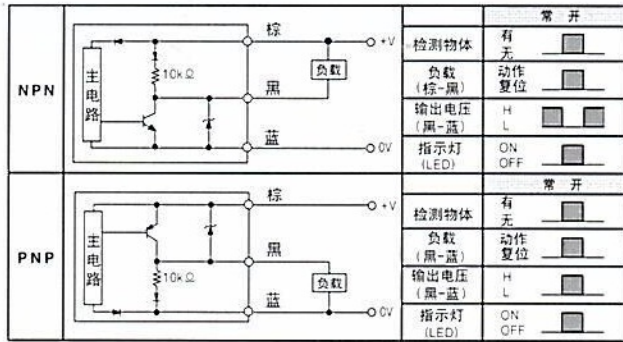 NPN
主电路
10kΩ
棕
黑
蓝
负载
+V
0V
常 开
检测物体 有 无
负载 (棕-黑) 动作 复位
输出电压 (黑-蓝) H L
指示灯 (LED) ON OFF
PNP
主电路
10kΩ
棕
黑
蓝
负载
+V
0V
常 开
检测物体 有 无
负载 (黑-蓝) 动作 复位
输出电压 (黑-蓝) H L
指示灯 (LED) ON OFF